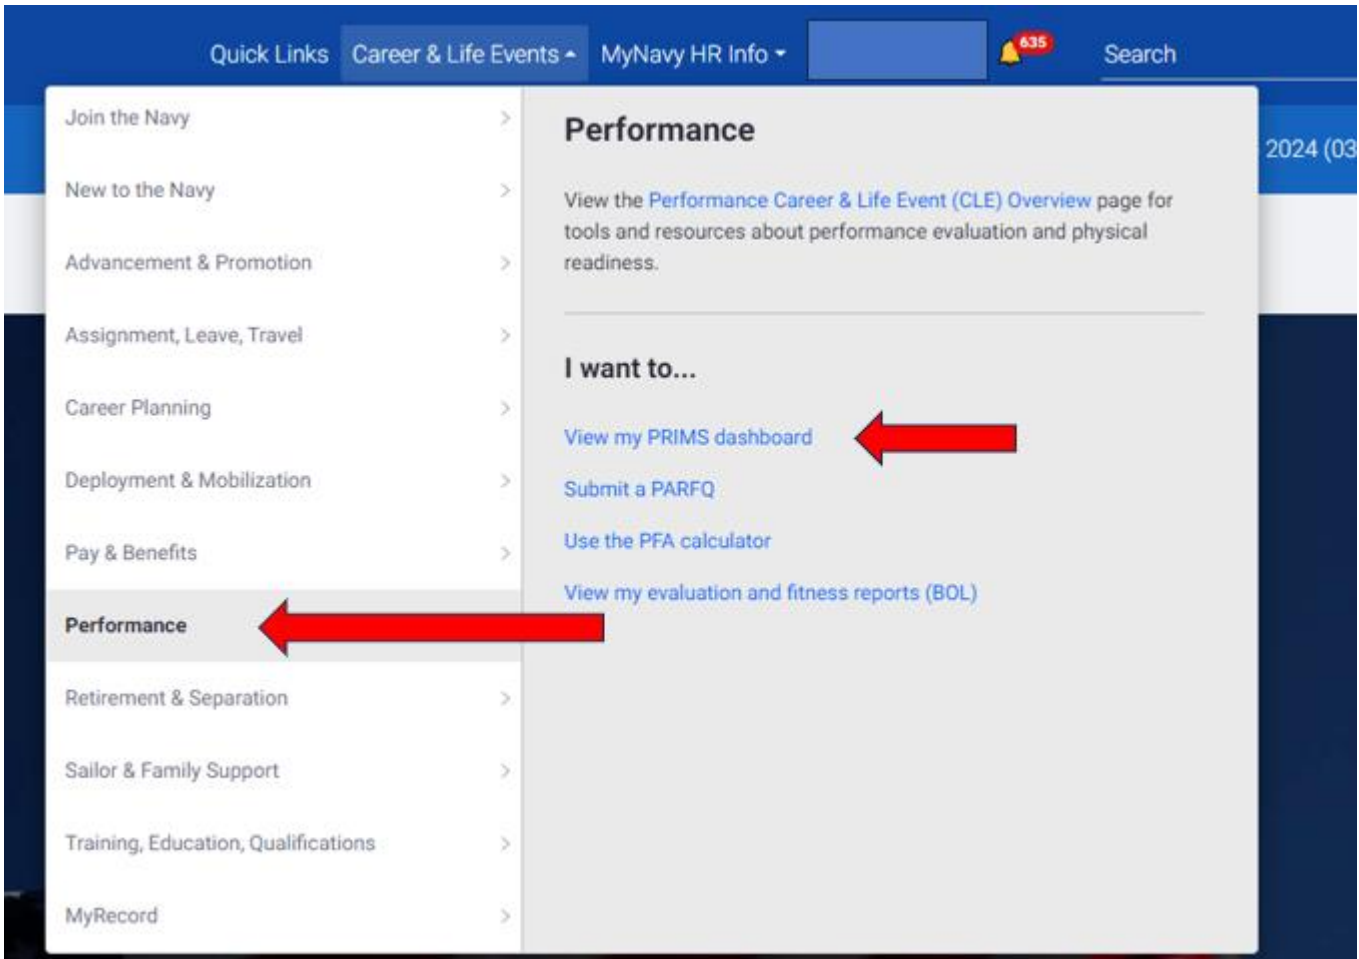 Quick Links Career & Life Events MyNavy HR Info 635 Search
2024 (03
Join the Navy
New to the Navy
Advancement & Promotion
Assignment, Leave, Travel
Career Planning
Deployment & Mobilization
Pay & Benefits
Performance
Retirement & Separation
Sailor & Family Support
Training, Education, Qualifications
MyRecord
Performance
View the Performance Career & Life Event (CLE) Overview page for
tools and resources about performance evaluation and physical
readiness.
I want to...
View my PRIMS dashboard
Submit a PARFQ
Use the PFA calculator
View my evaluation and fitness reports (BOL)